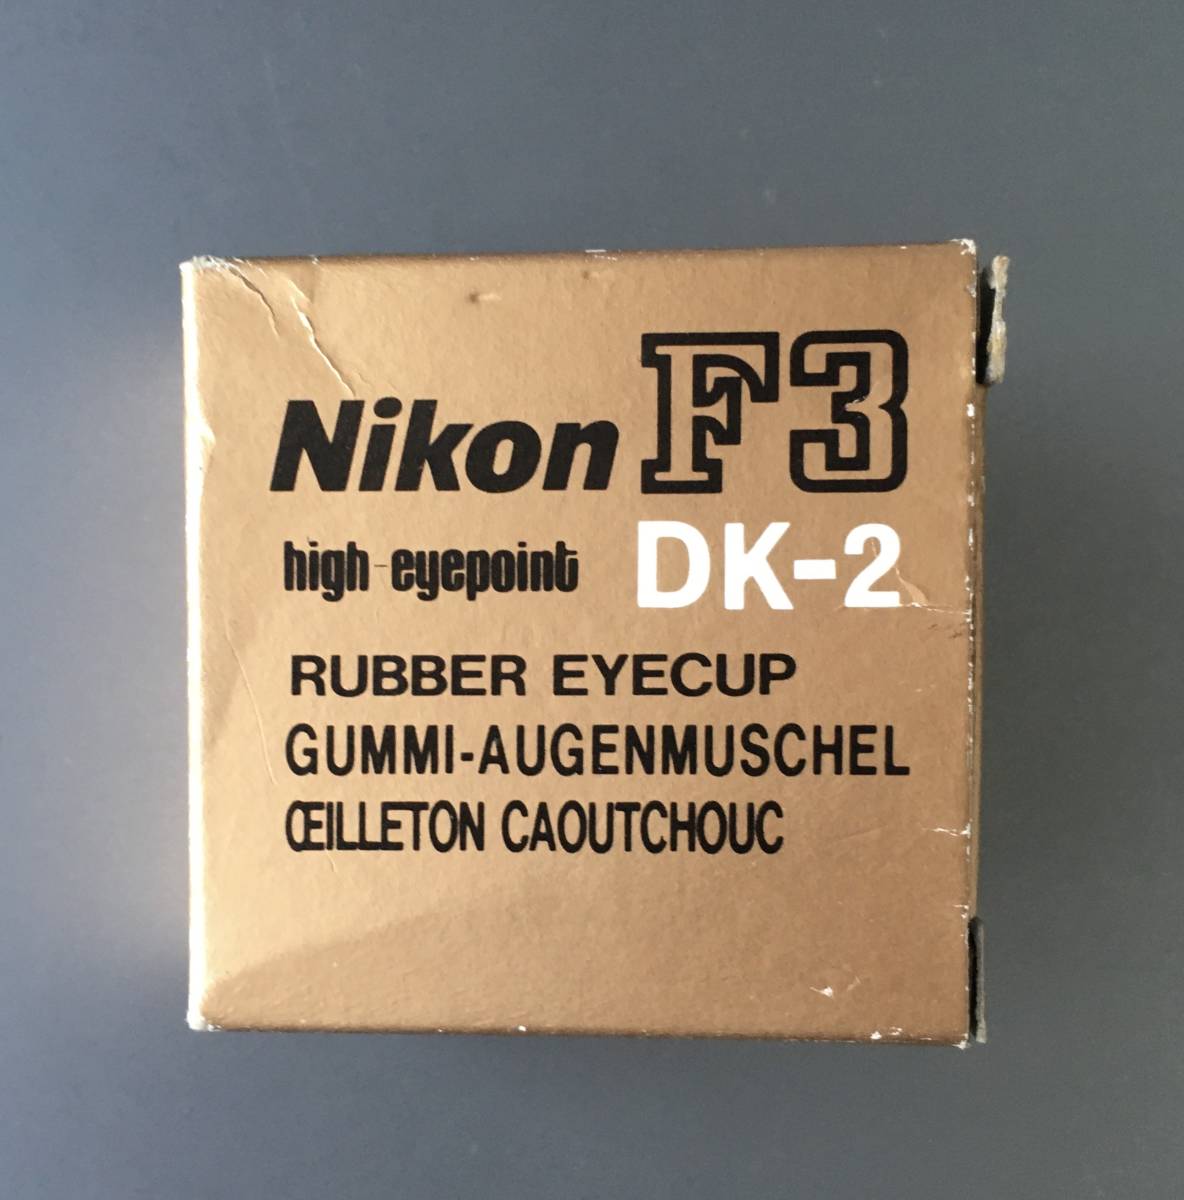 Nikon F3
high-eyepoint DK-2
RUBBER EYECUP
GUMMI-AUGENMUSCHEL
ŒILLETON CAOUTCHOUC